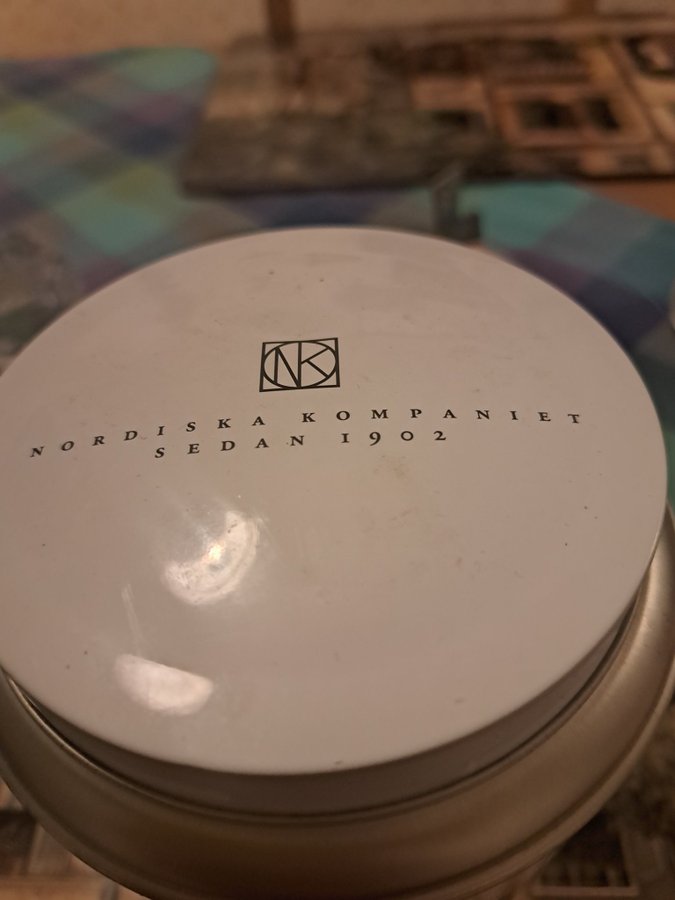 NK
NORDISKA KOMPANIET
SEDAN 1902